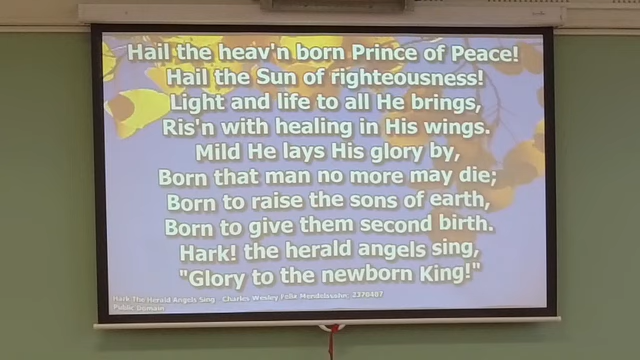 Hail the heav'n born Prince of Peace!
Hail the Sun of righteousness!
Light and life to all He brings,
Ris'n with healing in His wings.
Mild He lays His glory by,
Born that man no more may die;
Born to raise the sons of earth,
Born to give them second birth.
Hark! the herald angels sing,
"Glory to the newborn King!"
Hark The Herald Angels Sing - Charles Wesley Felix Mendelssohn 2370487
Public Domain